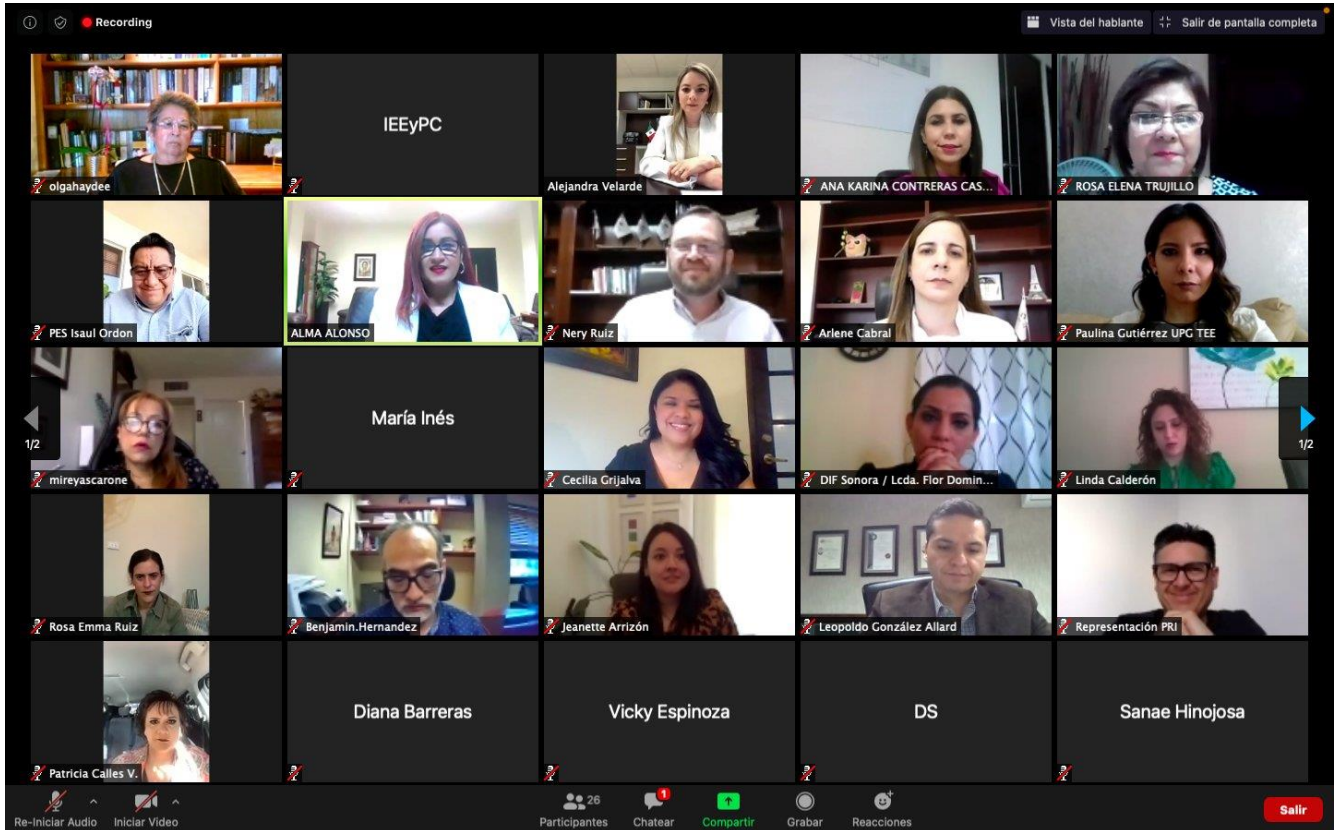 Recording
Vista del hablante
Salir de pantalla completa
olgahaydee
IEEyPC
Alejandra Velarde
ANA KARINA CONTRERAS CAS...
ROSA ELENA TRUJILLO
PES Isaul Ordon
ALMA ALONSO
Nery Ruiz
Arlene Cabral
Paulina Gutiérrez UPG TEE
1/2
mireyascarone
María Inés
Cecilia Grijalva
DIF Sonora / Lcda. Flor Domin...
Linda Calderón
1/2
Rosa Emma Ruiz
Benjamin.Hernandez
Jeanette Arrizón
Leopoldo González Allard
Representación PRI
Patricia Calles V.
Diana Barreras
Vicky Espinoza
DS
Sanae Hinojosa
Re-Iniciar Audio
Iniciar Video
26
Participantes
1
Chatear
Compartir
Grabar
Reacciones
Salir